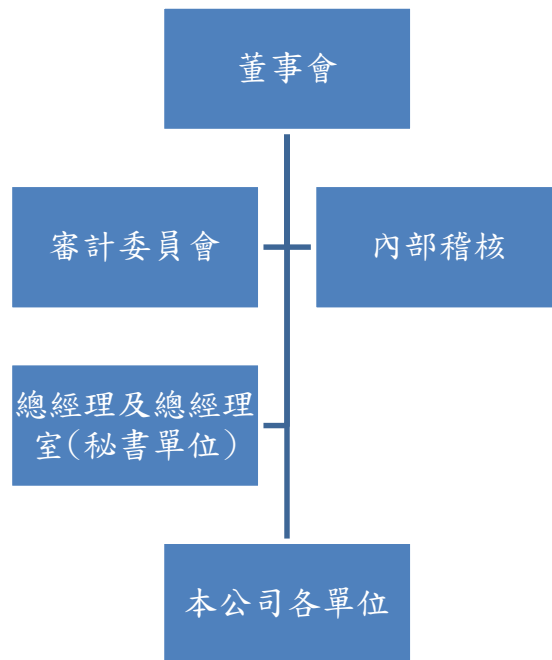 董事會
審計委員會
內部稽核
總經理及總經理
室(秘書單位)
本公司各單位